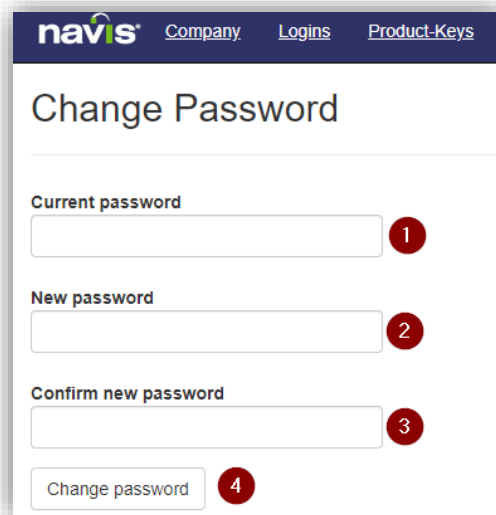 navis Company Logins Product-Keys
Change Password
Current password
1
New password
2
Confirm new password
3
Change password 4